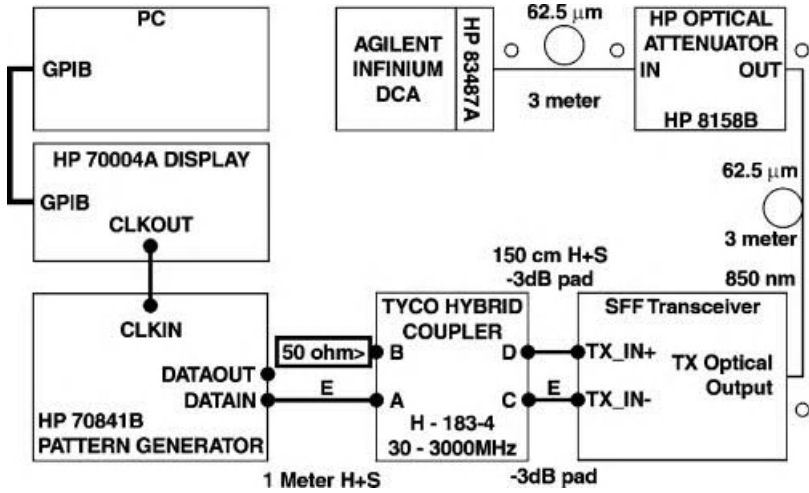 PC
GPIB
HP 70004A DISPLAY
GPIB
CLKOUT
CLKIN
DATAOUT
DATAIN
HP 70841B
PATTERN GENERATOR
E
1 Meter H+S
50 ohm>
AGILENT
INFINIUM
DCA
HP 83487A
62.5 μm
3 meter
HP OPTICAL
ATTENUATOR
IN OUT
HP 8158B
62.5 μm
3 meter
850 nm
150 cm H+S
-3dB pad
TYCO HYBRID
COUPLER
B D
A C
H - 183-4
30 - 3000MHz
E
-3dB pad
SFF Transceiver
TX_IN+
TX Optical
Output
TX_IN-